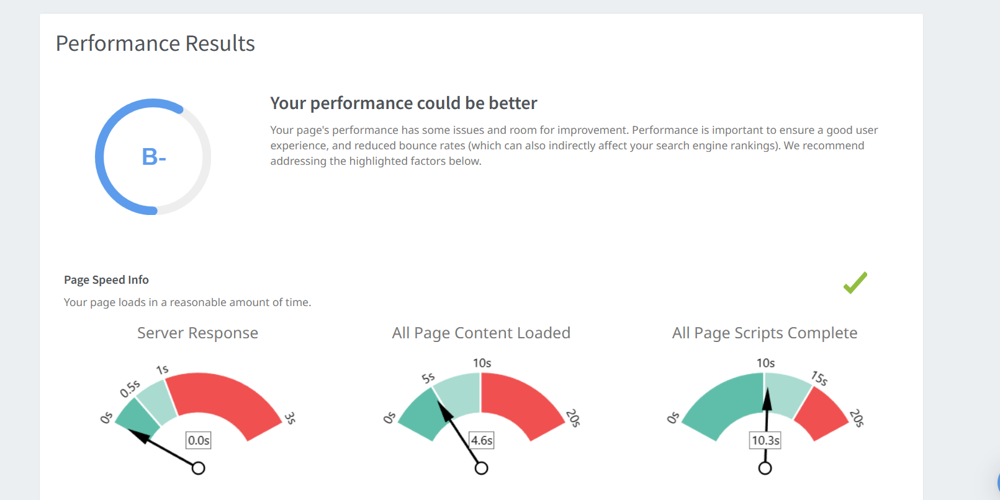 Performance Results
B-
Your performance could be better
Your page's performance has some issues and room for improvement. Performance is important to ensure a good user
experience, and reduced bounce rates (which can also indirectly affect your search engine rankings). We recommend
addressing the highlighted factors below.
Page Speed Info
Your page loads in a reasonable amount of time.
Server Response
0s
0.5s
1s
3s
0.0s
All Page Content Loaded
0s
5s
10s
20s
4.6s
All Page Scripts Complete
0s
10s
15s
20s
10.3s